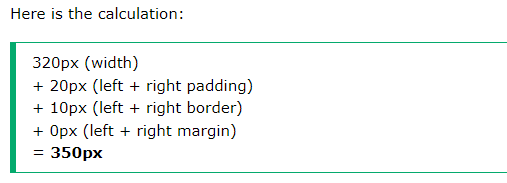 Here is the calculation:
320px (width)
+ 20px (left + right padding)
+ 10px (left + right border)
+ 0px (left + right margin)
= 350px